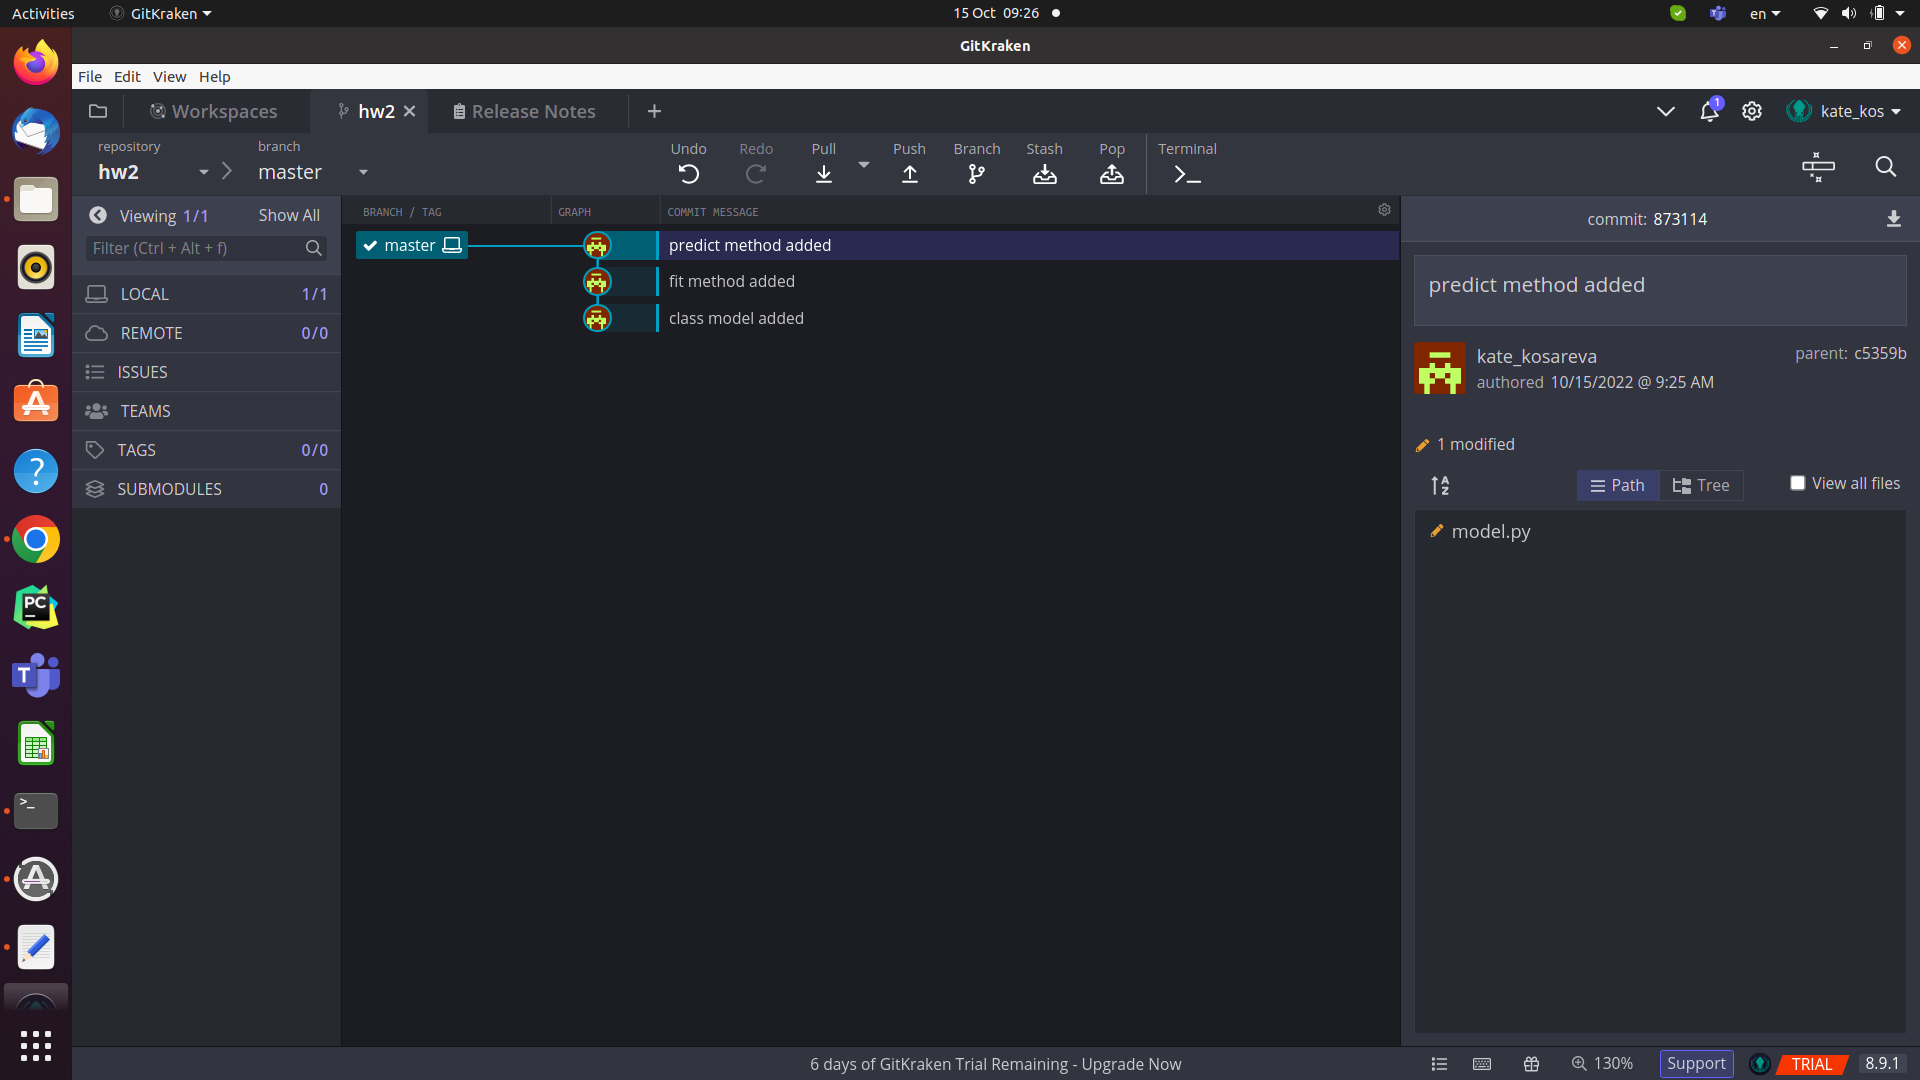 Activities GitKraken 15 Oct 09:26 en
GitKraken
File Edit View Help
Workspaces hw2 Release Notes 1 kate_kos
repository branch Undo Redo Pull Push Branch Stash Pop Terminal
hw2 master
Viewing 1/1 Show All
Filter (Ctrl + Alt + f)
LOCAL 1/1
REMOTE 0/0
ISSUES
TEAMS
TAGS 0/0
SUBMODULES 0
BRANCH / TAG GRAPH COMMIT MESSAGE
master predict method added
fit method added
class model added
commit: 873114
predict method added
kate_kosareva parent: c5359b
authored 10/15/2022 @ 9:25 AM
1 modified
A
Z Path Tree View all files
model.py
PC
T
6 days of GitKraken Trial Remaining - Upgrade Now 130% Support TRIAL 8.9.1